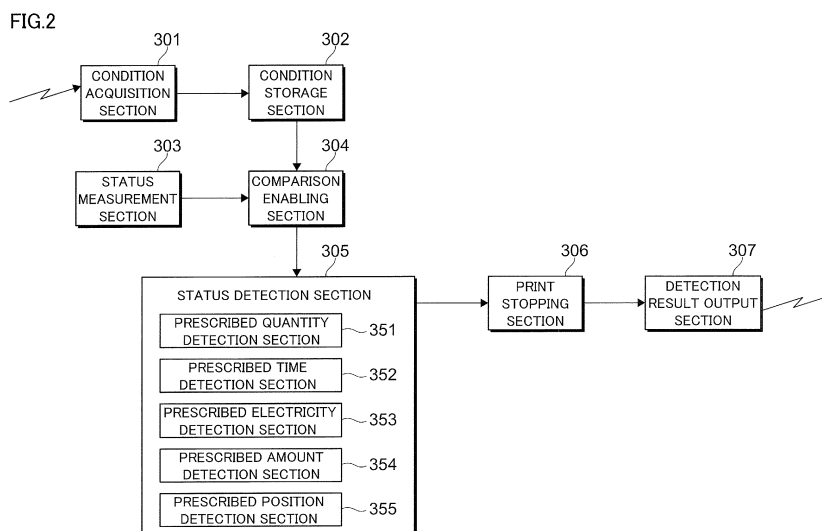 FIG.2
301
CONDITION
ACQUISITION
SECTION
302
CONDITION
STORAGE
SECTION
303
STATUS
MEASUREMENT
SECTION
304
COMPARISON
ENABLING
SECTION
305
STATUS DETECTION SECTION
PRESCRIBED QUANTITY
DETECTION SECTION
351
PRESCRIBED TIME
DETECTION SECTION
352
PRESCRIBED ELECTRICITY
DETECTION SECTION
353
PRESCRIBED AMOUNT
DETECTION SECTION
354
PRESCRIBED POSITION
DETECTION SECTION
355
306
PRINT
STOPPING
SECTION
307
DETECTION
RESULT OUTPUT
SECTION